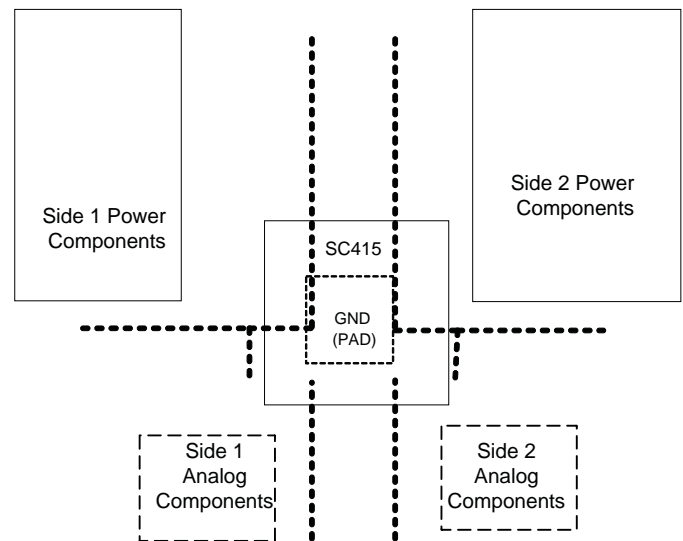 Side 1 Power
Components
Side 2 Power
Components
SC415
GND
(PAD)
Side 1
Analog
Components
Side 2
Analog
Components